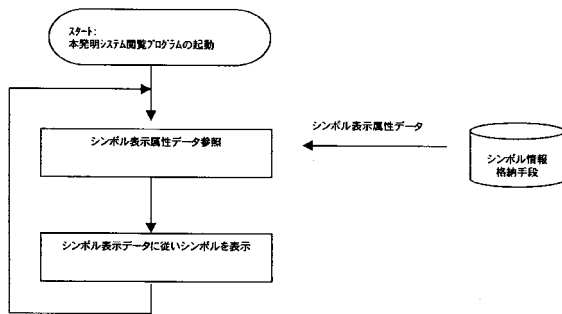 スタート:
本発明システム閲覧プログラムの起動
シンボル表示属性データ参照
シンボル表示属性データ
シンボル情報
格納手段
シンボル表示データに従いシンボルを表示